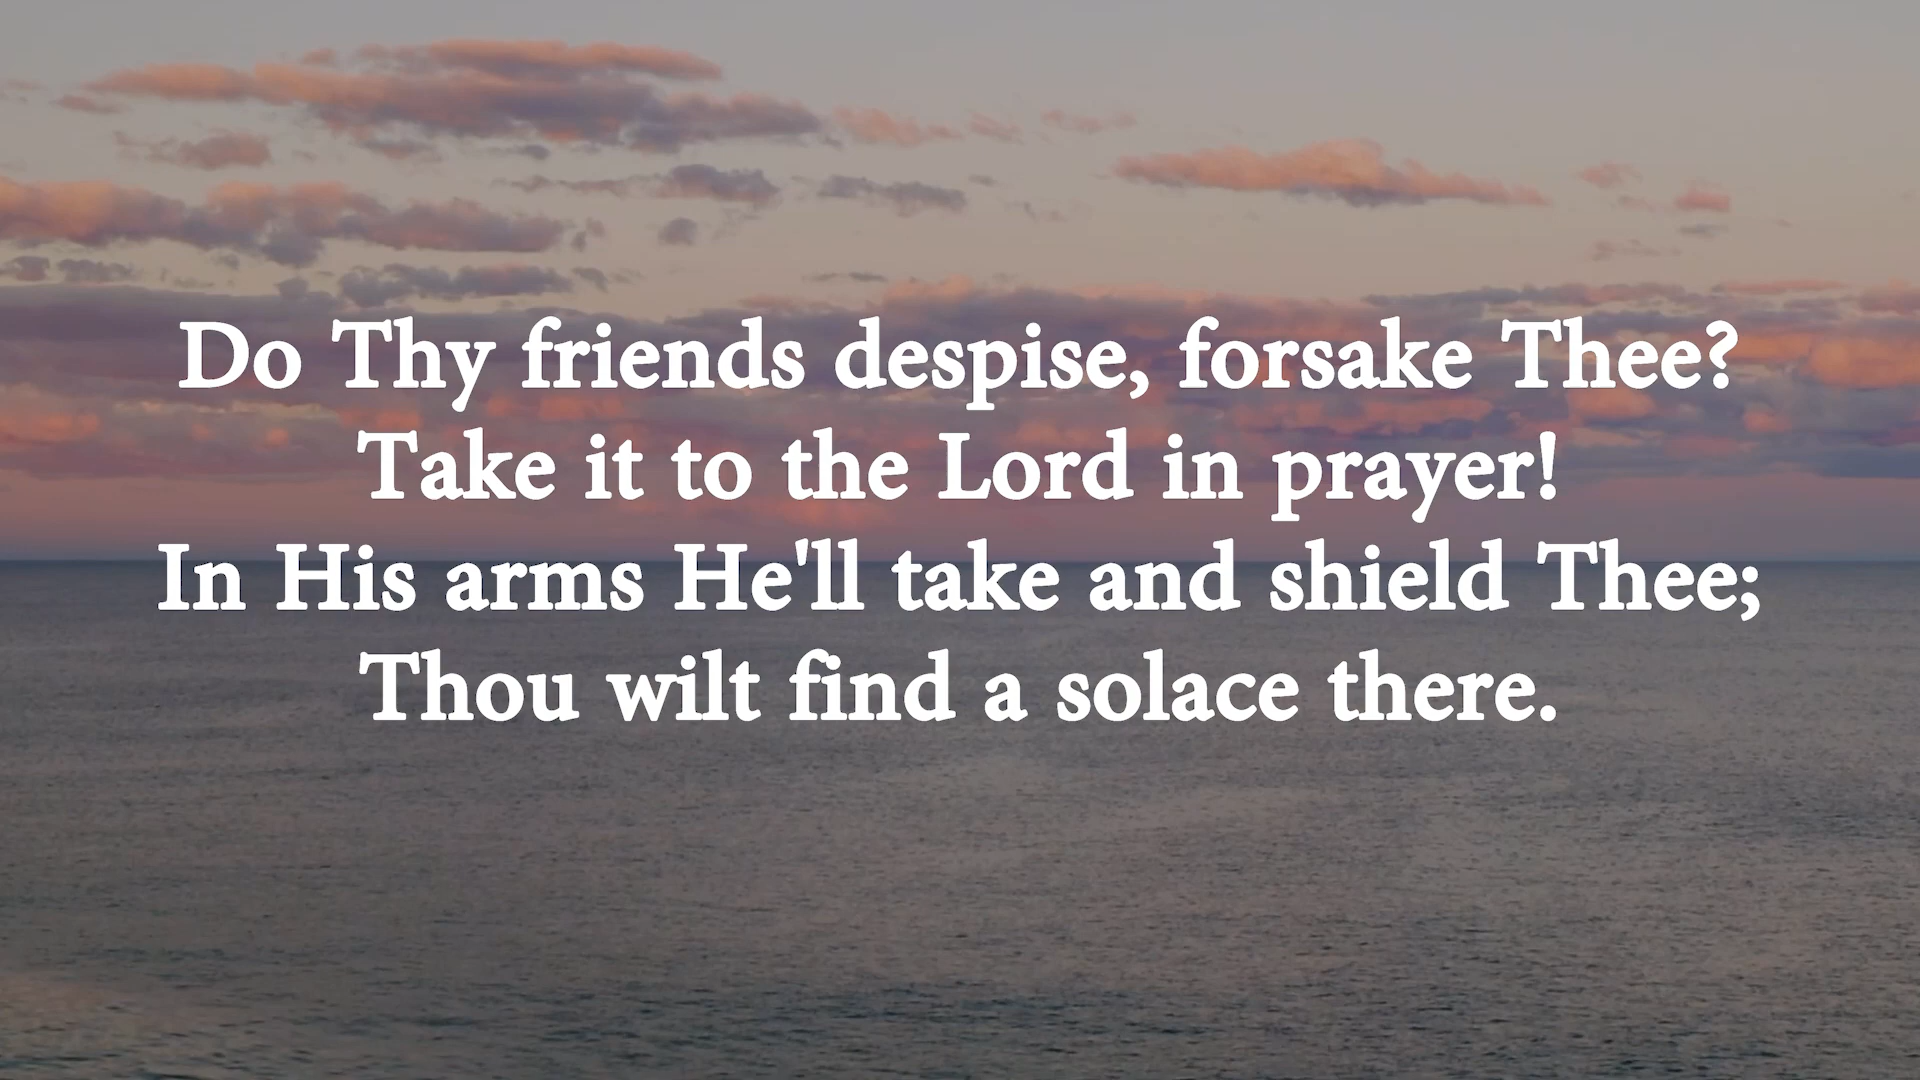 Do Thy friends despise, forsake Thee?
Take it to the Lord in prayer!
In His arms He'll take and shield Thee;
Thou wilt find a solace there.